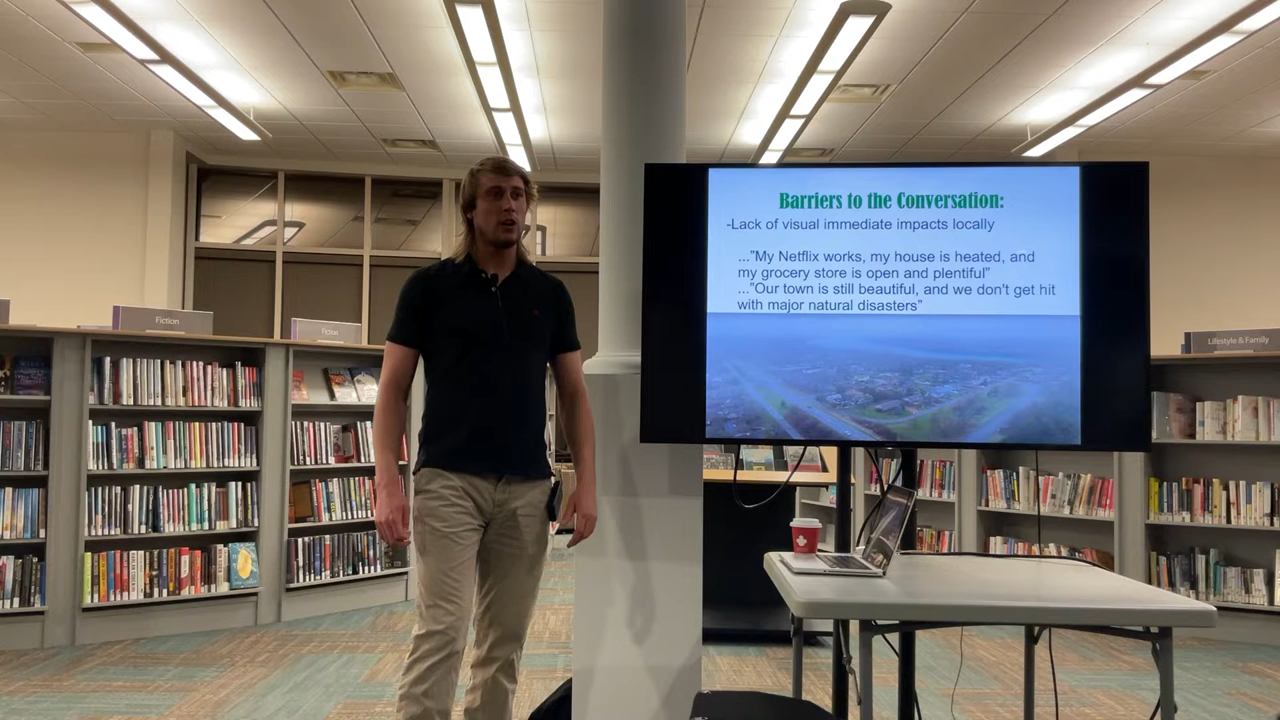 Barriers to the Conversation:
-Lack of visual immediate impacts locally
..."My Netflix works, my house is heated, and
my grocery store is open and plentiful"
..."Our town is still beautiful, and we don't get hit
with major natural disasters"
Fiction
Fiction
Lifestyle & Family